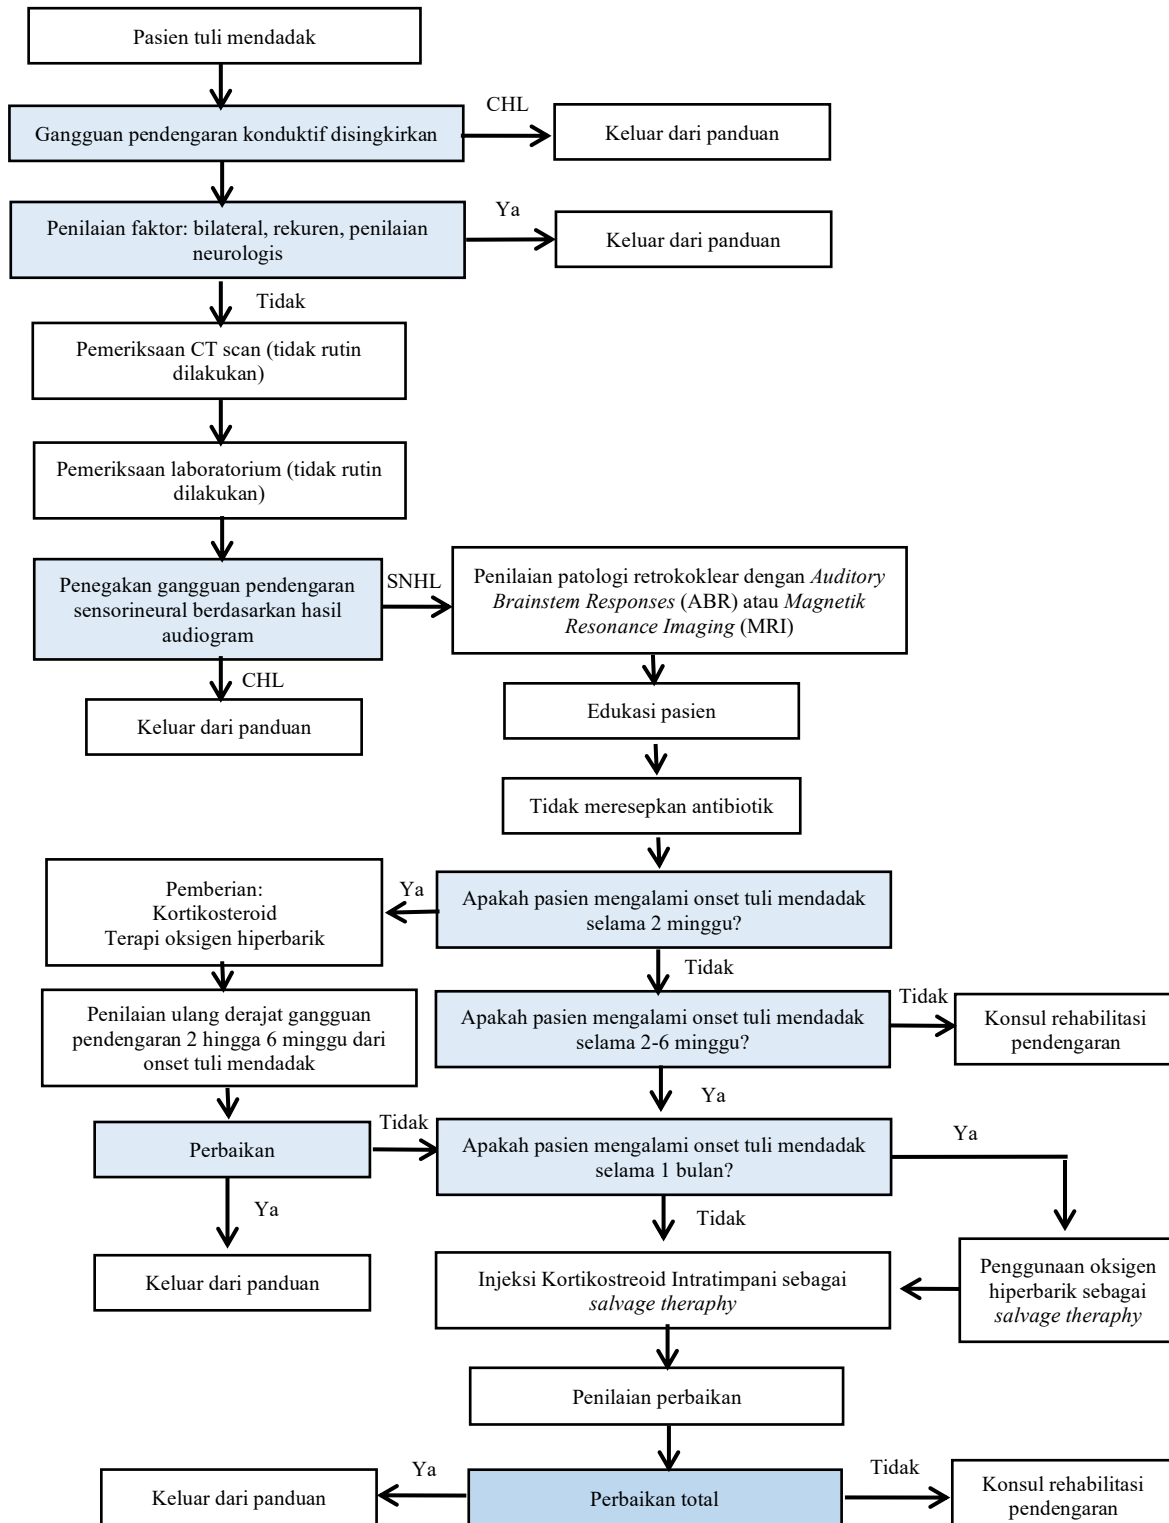 Pasien tuli mendadak
CHL
Gangguan pendengaran konduktif disingkirkan
Keluar dari panduan
Ya
Penilaian faktor: bilateral, rekuren, penilaian
neurologis
Keluar dari panduan
Tidak
Pemeriksaan CT scan (tidak rutin
dilakukan)
Pemeriksaan laboratorium (tidak rutin
dilakukan)
Penegakan gangguan pendengaran
sensorineural berdasarkan hasil
audiogram
SNHL
Penilaian patologi retrokoklear dengan Auditory
Brainstem Responses (ABR) atau Magnetik
Resonance Imaging (MRI)
CHL
Keluar dari panduan
Edukasi pasien
Tidak meresepkan antibiotik
Pemberian:
Kortikosteroid
Terapi oksigen hiperbarik
Ya
Apakah pasien mengalami onset tuli mendadak
selama 2 minggu?
Tidak
Penilaian ulang derajat gangguan
pendengaran 2 hingga 6 minggu dari
onset tuli mendadak
Apakah pasien mengalami onset tuli mendadak
selama 2-6 minggu?
Tidak
Konsul rehabilitasi
pendengaran
Ya
Perbaikan
Tidak
Apakah pasien mengalami onset tuli mendadak
selama 1 bulan?
Ya
Ya
Tidak
Keluar dari panduan
Injeksi Kortikostreoid Intratimpani sebagai
salvage theraphy
Penggunaan oksigen
hiperbarik sebagai
salvage theraphy
Penilaian perbaikan
Keluar dari panduan
Ya
Perbaikan total
Tidak
Konsul rehabilitasi
pendengaran